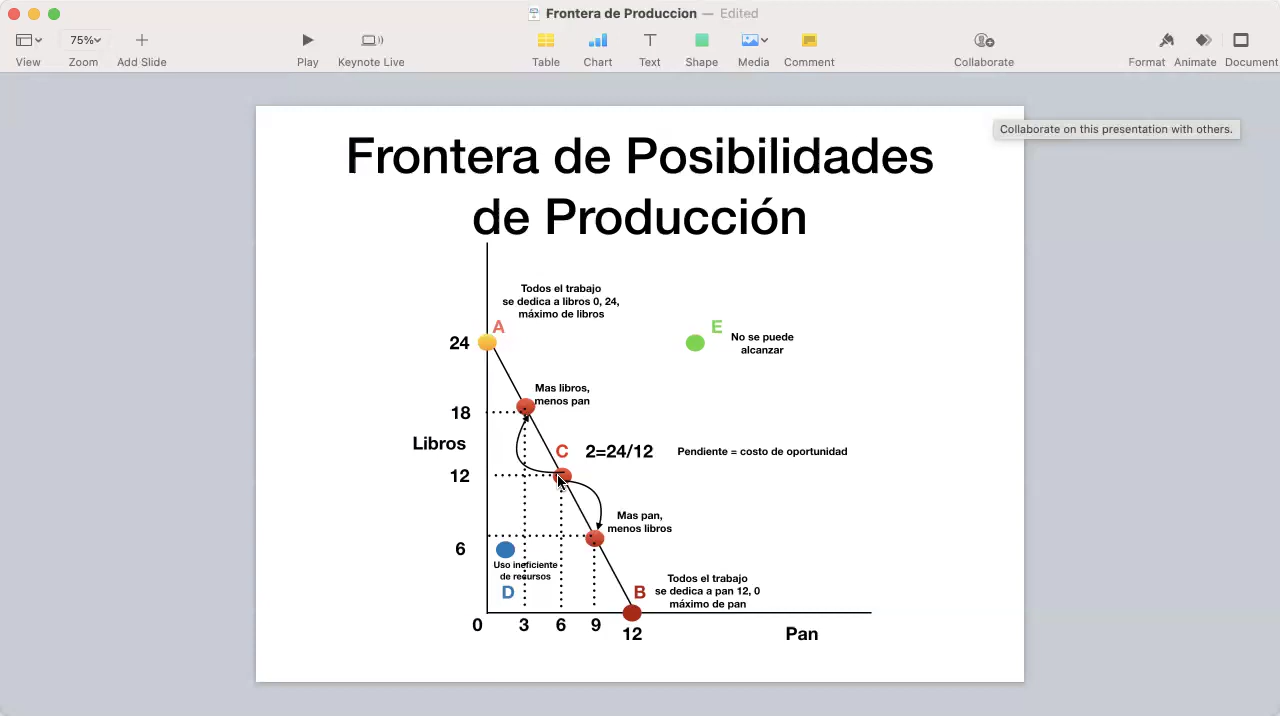 Frontera de Produccion — Edited
75%
View
Zoom
Add Slide
Play
Keynote Live
Table
Chart
Text
Shape
Media
Comment
Collaborate
Format
Animate
Document
Collaborate on this presentation with others.
Frontera de Posibilidades
de Producción
Todos el trabajo
se dedica a libros 0, 24,
máximo de libros
A
E
24
No se puede
alcanzar
Mas libros,
menos pan
18
Libros
C
2=24/12
Pendiente = costo de oportunidad
12
Mas pan,
menos libros
6
Uso ineficiente
de recursos
D
B
Todos el trabajo
se dedica a pan 12, 0
máximo de pan
0
3
6
9
12
Pan